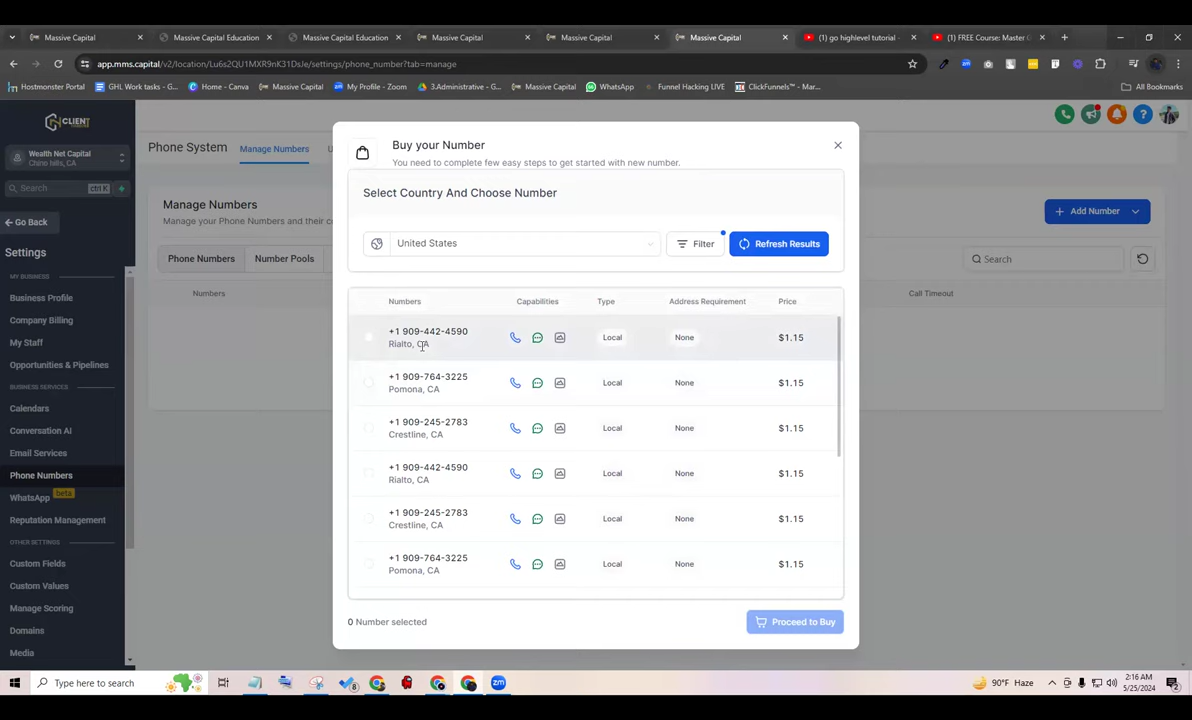 Massive Capital
Massive Capital Education
Massive Capital Education
Massive Capital
Massive Capital
Massive Capital
(1) go highlevel tutorial -
(1) FREE Course: Master
app.mms.capital/v2/location/Lu6s2QU1MXR9nK31DsJe/settings/phone_number?tab=manage
Hostmonster Portal
GHL Work tasks - G...
Home - Canva
Massive Capital
My Profile - Zoom
3.Administrative - G...
Massive Capital
WhatsApp
Funnel Hacking LIVE
ClickFunnels™ - Mar...
All Bookmarks
CLIENT
Wealth Net Capital
Chino hills, CA
Search
ctrl K
Go Back
Settings
MY BUSINESS
Business Profile
Company Billing
My Staff
Opportunities & Pipelines
BUSINESS SERVICES
Calendars
Conversation AI
Email Services
Phone Numbers
WhatsApp beta
Reputation Management
OTHER SETTINGS
Custom Fields
Custom Values
Manage Scoring
Domains
Media
Phone System
Manage Numbers
Manage Numbers
Manage your Phone Numbers and their
Phone Numbers
Number Pools
Numbers
Add Number
Search
Call Timeout
Buy your Number
You need to complete few easy steps to get started with new number.
Select Country And Choose Number
United States
Filter
Refresh Results
Numbers Capabilities Type Address Requirement Price
+1 909-442-4590
Rialto, CA
Local None $1.15
+1 909-764-3225
Pomona, CA
Local None $1.15
+1 909-245-2783
Crestline, CA
Local None $1.15
+1 909-442-4590
Rialto, CA
Local None $1.15
+1 909-245-2783
Crestline, CA
Local None $1.15
+1 909-764-3225
Pomona, CA
Local None $1.15
0 Number selected
Proceed to Buy
Type here to search
8
90°F Haze
2:16 AM
5/25/2024
2